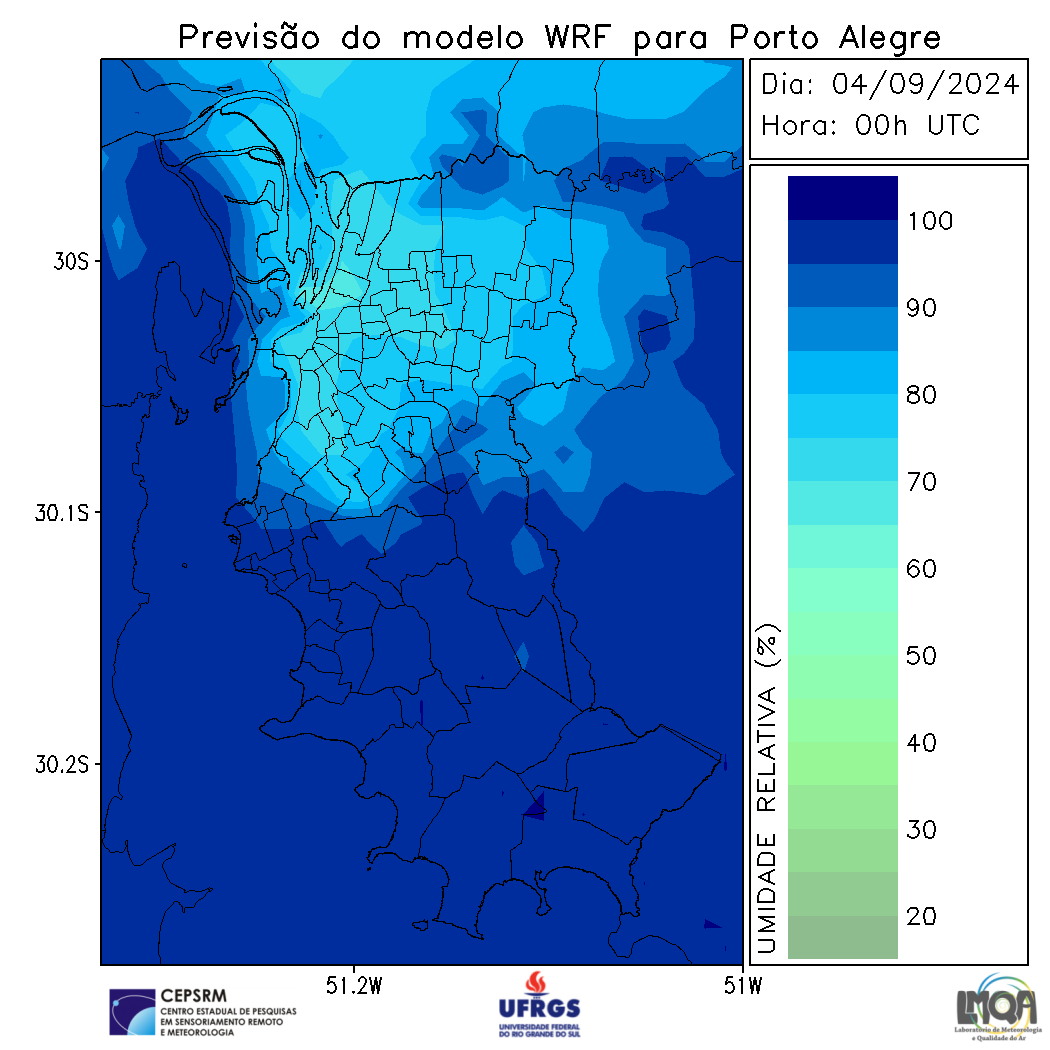 Previsão do modelo WRF para Porto Alegre
Dia: 04/09/2024
Hora: 00h UTC
30S
30.1S
30.2S
51.2W
51W
100
90
80
70
60
50
40
30
20
UMIDADE RELATIVA (%)
CEPSRM
CENTRO ESTADUAL DE PESQUISAS
EM SENSORIAMENTO REMOTO
E METEOROLOGIA
UFRGS
UNIVERSIDADE FEDERAL
DO RIO GRANDE DO SUL
LMQA
Laboratório de Meteorologia
e Qualidade do Ar